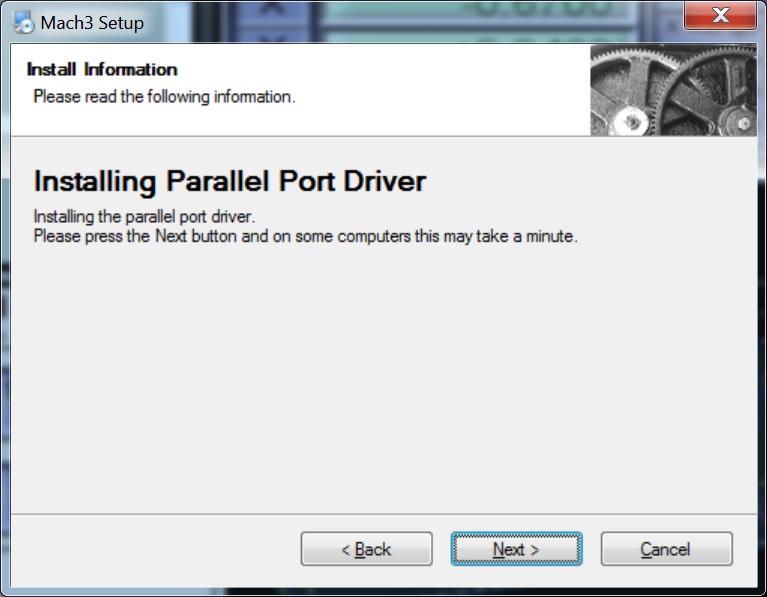 Mach3 Setup
Install Information
Please read the following information.
Installing Parallel Port Driver
Installing the parallel port driver.
Please press the Next button and on some computers this may take a minute.
< Back
Next >
Cancel